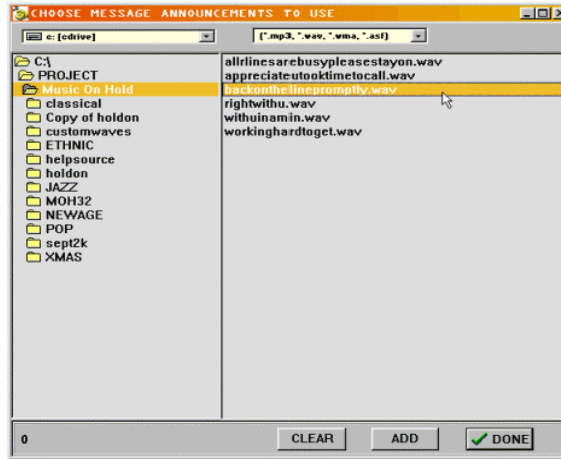 CHOOSE MESSAGE ANNOUNCEMENTS TO USE
c: [cdrive]
(*.mp3, *.wav, *.wma, *.asf)
C:\
PROJECT
Music On Hold
classical
Copy of holdon
customwaves
ETHNIC
helpsource
holdon
JAZZ
MOH32
NEWAGE
POP
sept2k
XMAS
allrlinesarebusypleasestayon.wav
appreciateutooktimetocall.wav
backonthelinepromptly.wav
rightwithu.wav
withuinamin.wav
workinghardtoget.wav
0
CLEAR
ADD
DONE